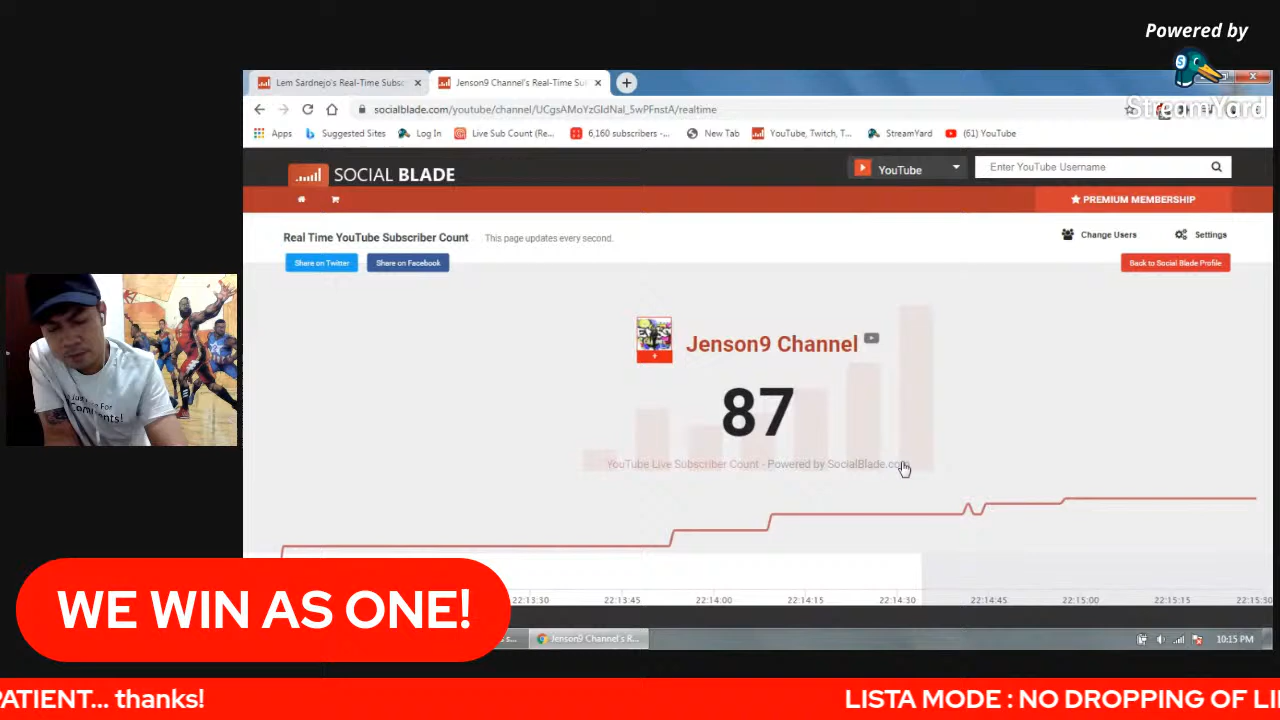 Powered by
StreamYard
Lem Sardnejo's Real-Time Subsc
Jenson9 Channel's Real-Time Sul
socialblade.com/youtube/channel/UCgsAMoYzGldNal_5wPFnstA/realtime
Apps
Suggested Sites
Log In
Live Sub Count (Re...
6,160 subscribers -...
New Tab
YouTube, Twitch, T...
StreamYard
(61) YouTube
SOCIAL BLADE
YouTube
Enter YouTube Username
PREMIUM MEMBERSHIP
Real Time YouTube Subscriber Count
This page updates every second.
Change Users
Settings
Share on Twitter
Share on Facebook
Back to Social Blade Profile
Jenson9 Channel
87
YouTube Live Subscriber Count - Powered by SocialBlade.com
22:13:30 22:13:45 22:14:00 22:14:15 22:14:30 22:14:45 22:15:00 22:15:15 22:15:30
WE WIN AS ONE!
Jenson9 Channel's R...
10:15 PM
PATIENT... thanks!
LISTA MODE : NO DROPPING OF